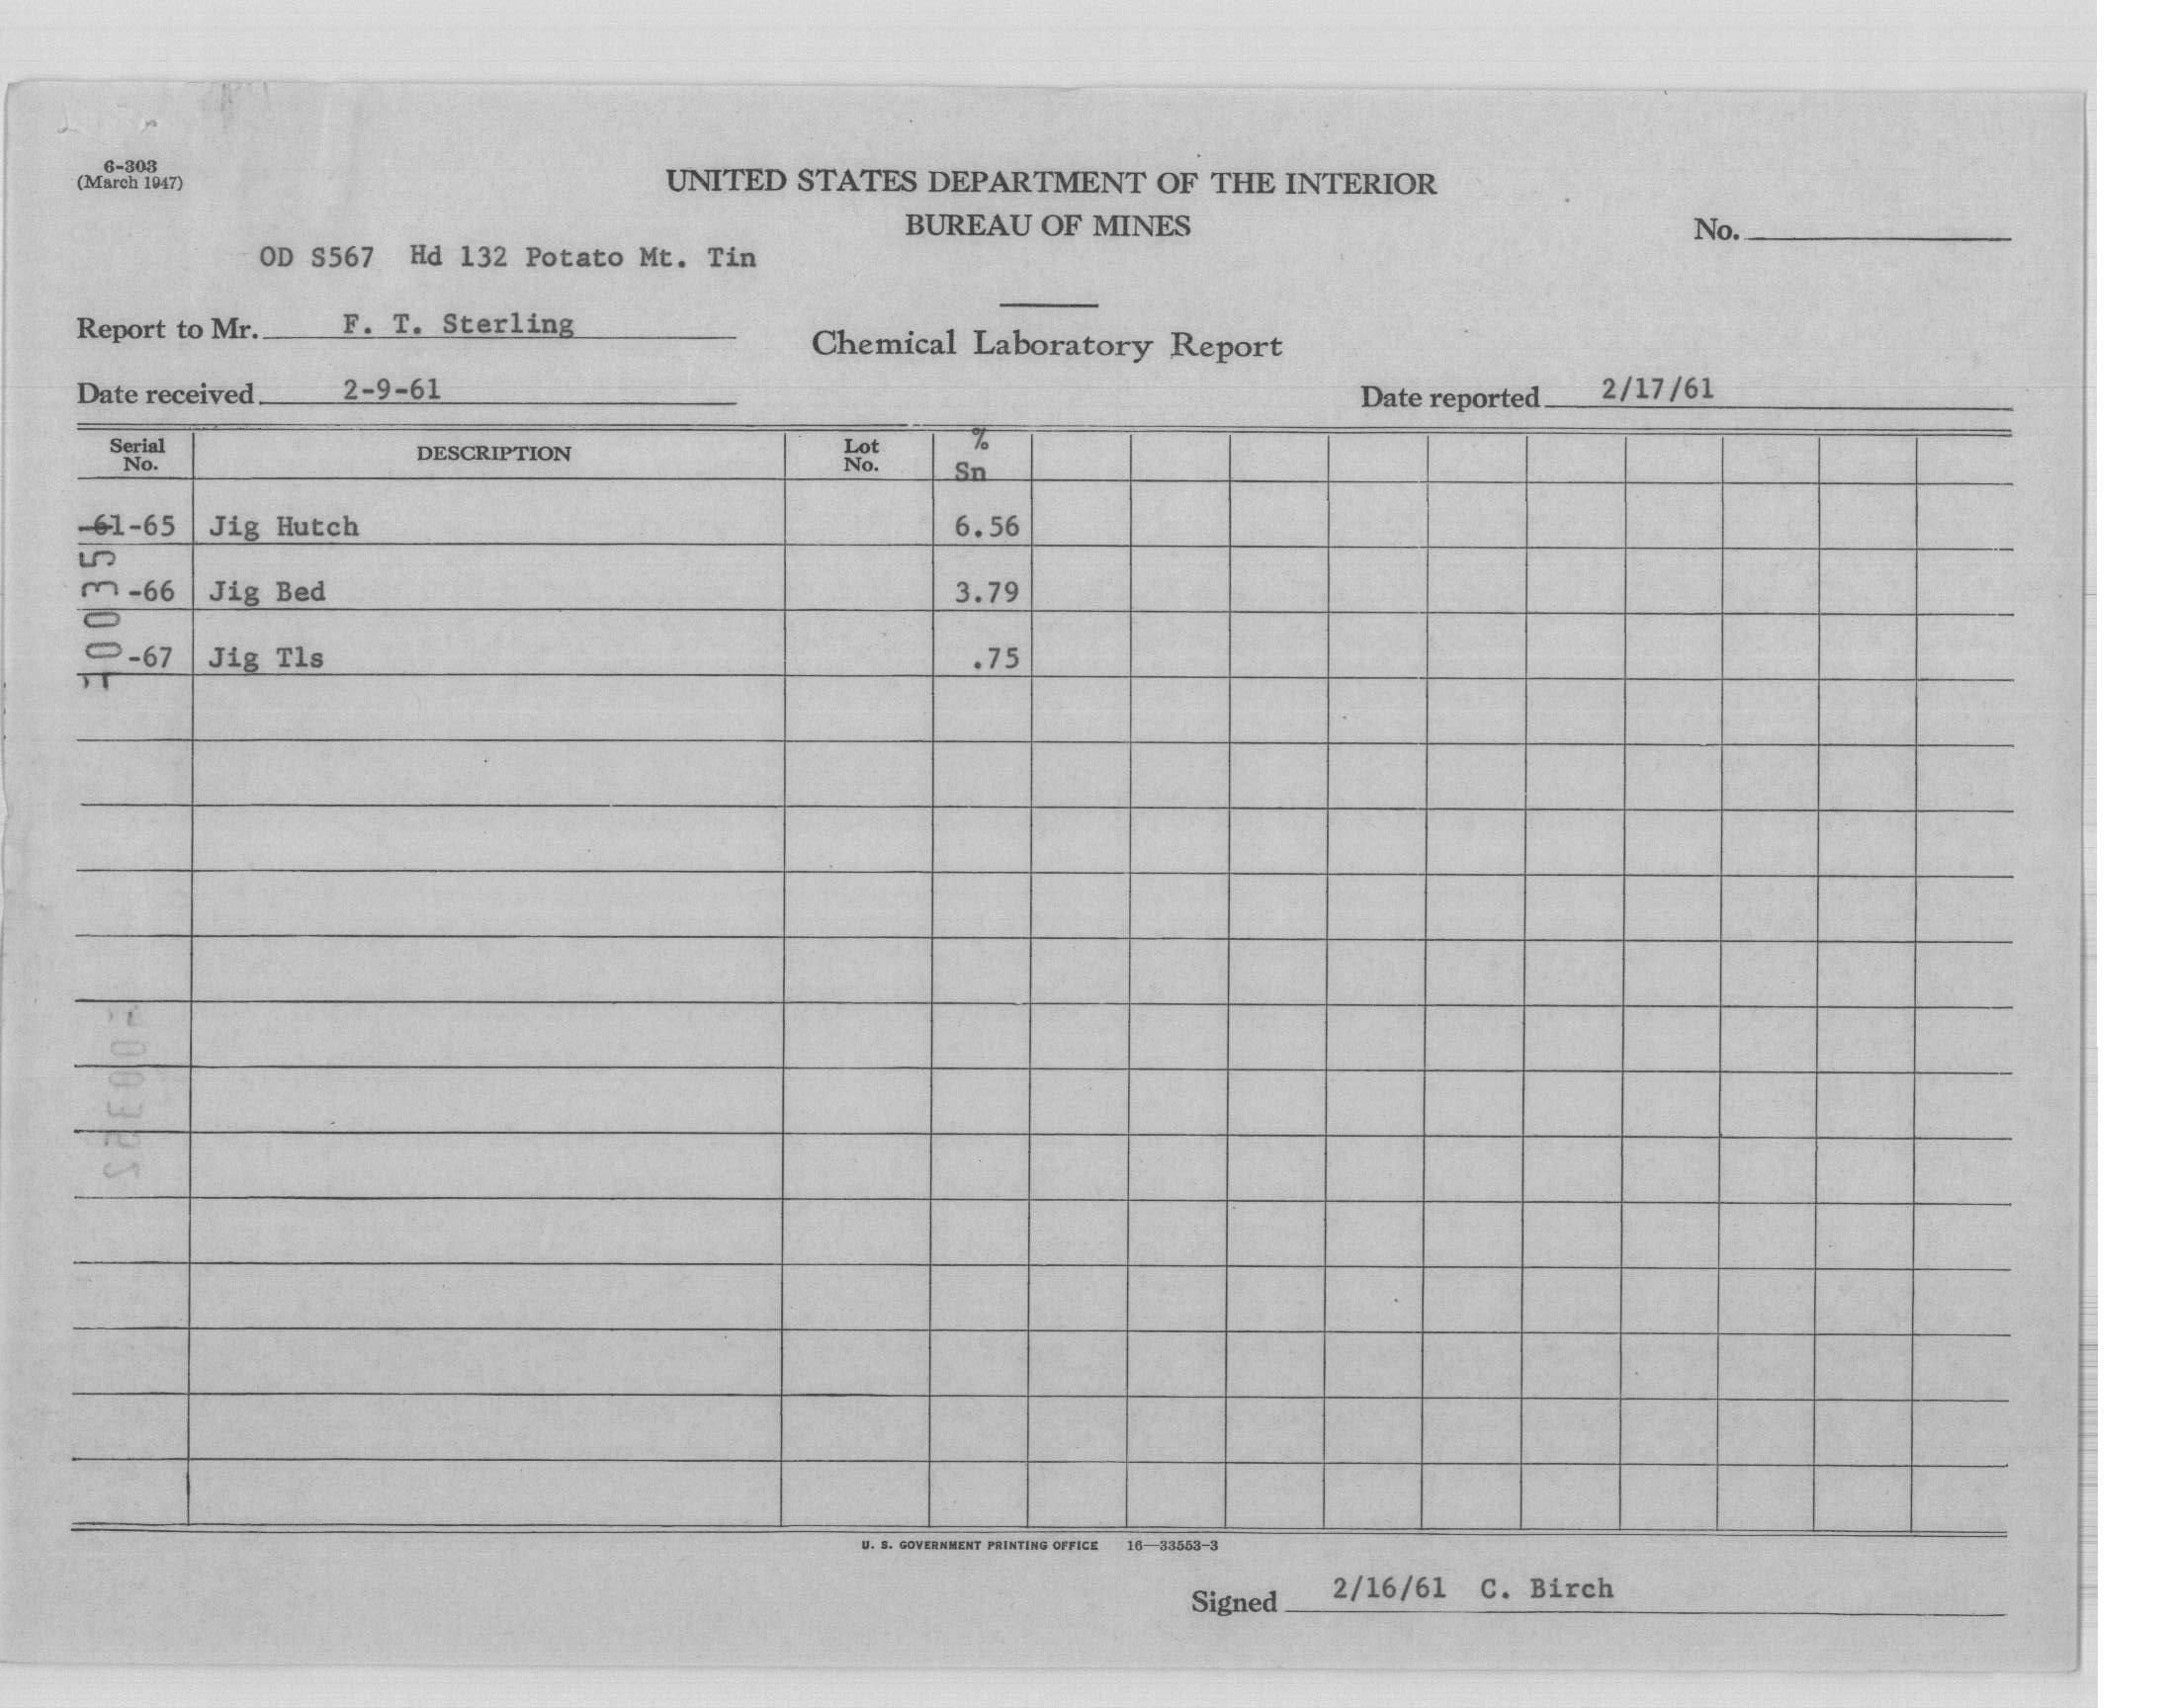 6-303
(March 1947)
UNITED STATES DEPARTMENT OF THE INTERIOR
BUREAU OF MINES
No.
OD S567 Hd 132 Potato Mt. Tin
Report to Mr. F. T. Sterling
Chemical Laboratory Report
Date received 2-9-61
Date reported 2/17/61
Serial No. DESCRIPTION Lot No. % Sn
61-65 Jig Hutch 6.56
-66 Jig Bed 3.79
-67 Jig Tls .75
U. S. GOVERNMENT PRINTING OFFICE 16—33553-3
Signed 2/16/61 C. Birch